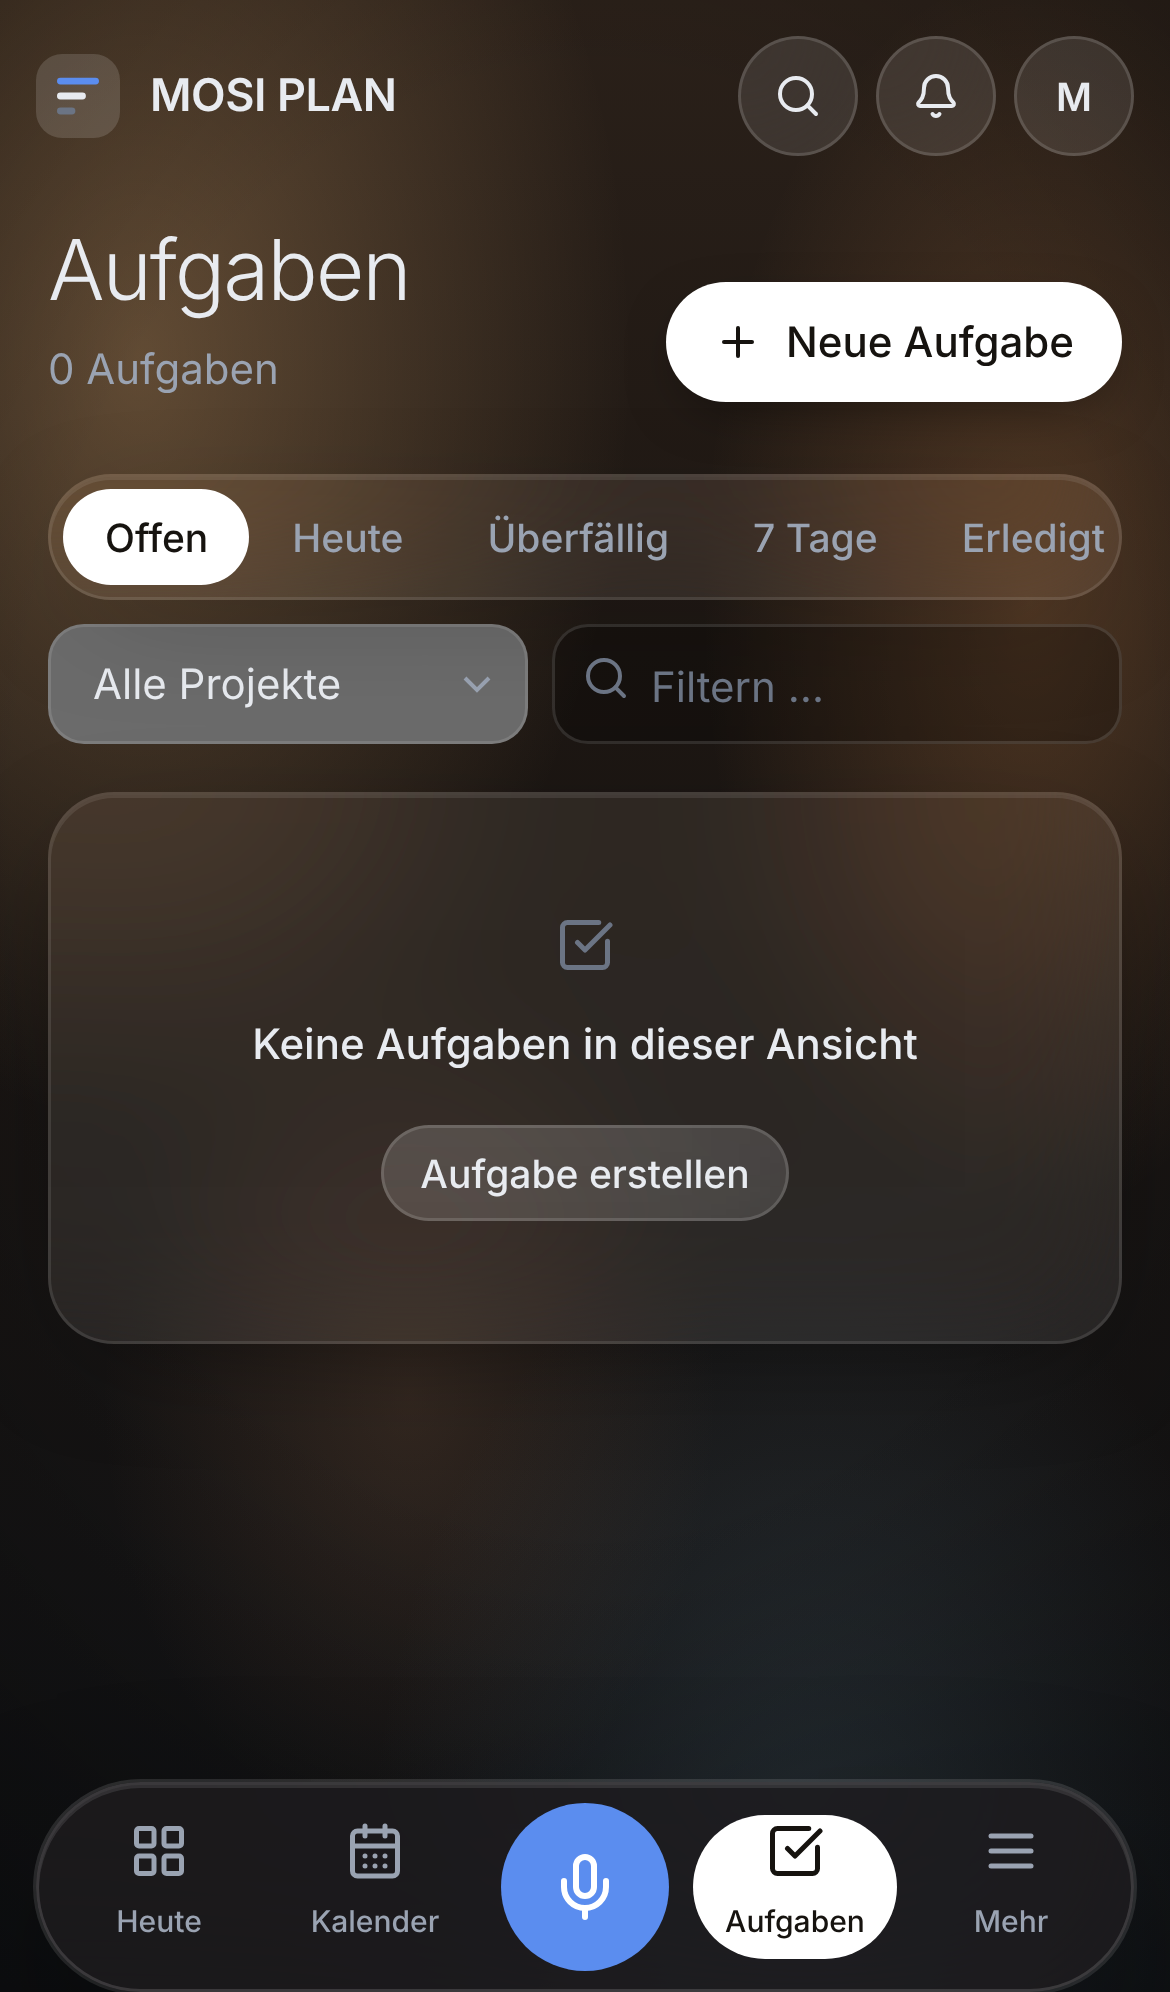 MOSI PLAN
M
Aufgaben
0 Aufgaben
Neue Aufgabe
Offen
Heute
Überfällig
7 Tage
Erledigt
Alle Projekte
Filtern ...
Keine Aufgaben in dieser Ansicht
Aufgabe erstellen
Heute
Kalender
Aufgaben
Mehr